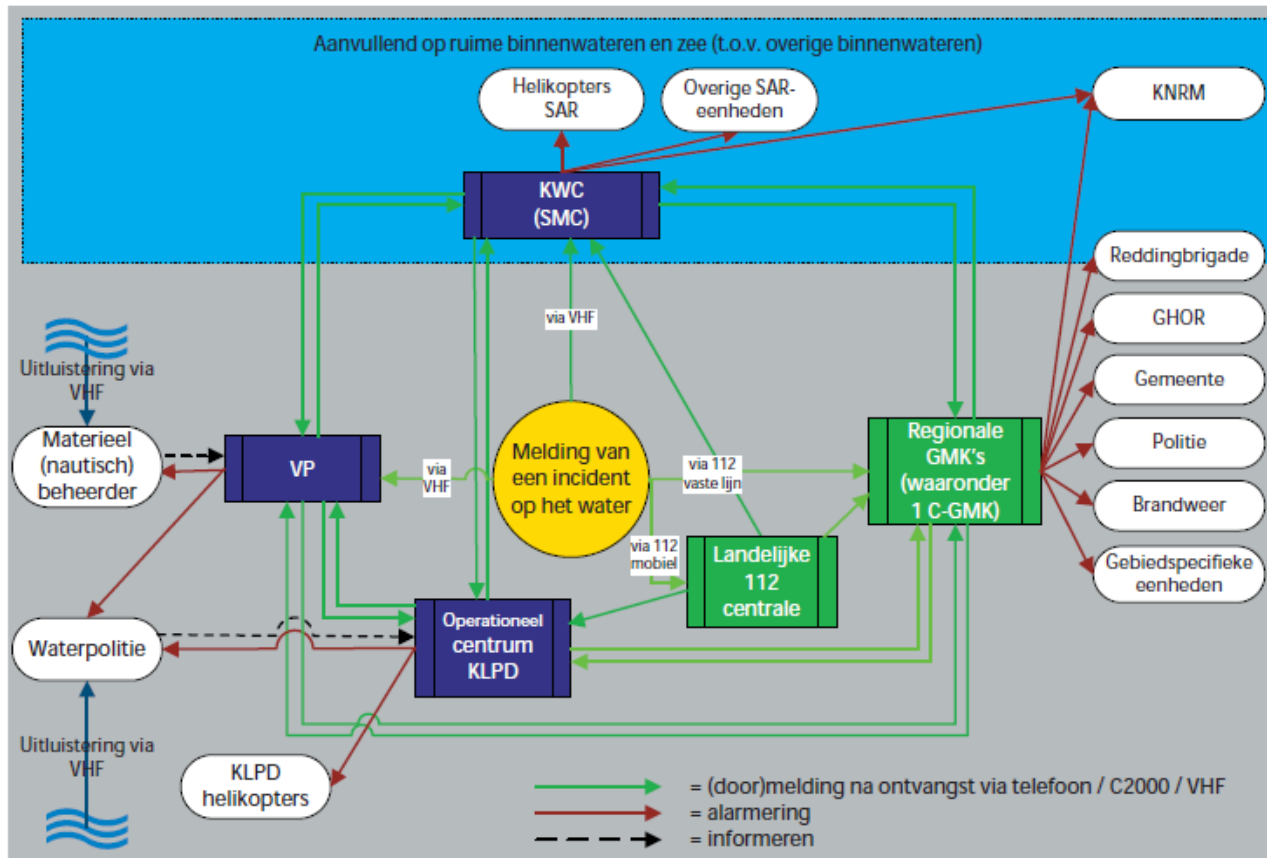 Aanvullend op ruime binnenwateren en zee (t.o.v. overige binnenwateren)
Helikopters
SAR
Overige SAR-
eenheden
KNRM
KWC
(SMC)
Reddingbrigade
GHOR
Gemeente
Politie
Brandweer
Gebiedspecifieke
eenheden
via VHF
Uitluistering via
VHF
Materieel
(nautisch)
beheerder
VP
via
VHF
Melding van
een incident
op het water
via 112
vaste lijn
via 112
mobiel
Regionale
GMK's
(waaronder
1 C-GMK)
Landelijke
112
centrale
Operationeel
centrum
KLPD
Waterpolitie
Uitluistering via
VHF
KLPD
helikopters
= (door)melding na ontvangst via telefoon / C2000 / VHF
= alarmering
= informeren